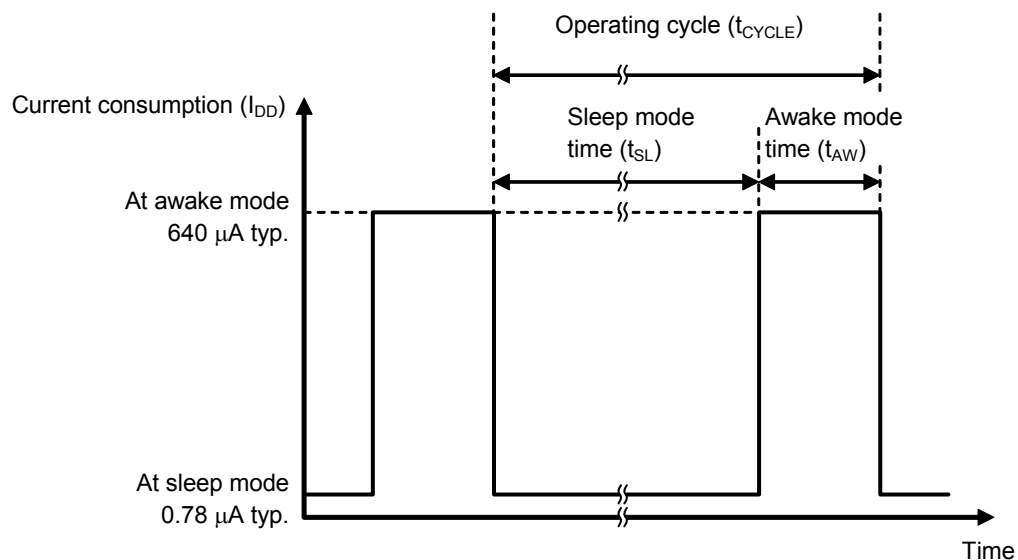 Operating cycle (tCYCLE)
Current consumption (IDD)
Sleep mode
time (tSL)
Awake mode
time (tAW)
At awake mode
640 μA typ.
At sleep mode
0.78 μA typ.
Time